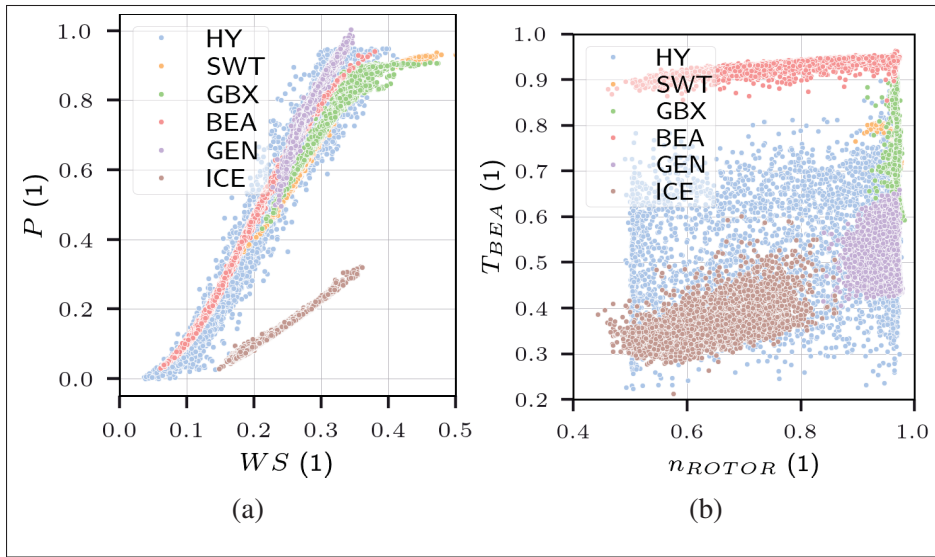 1.0
0.8
0.6
0.4
0.2
0.0
P (1)
HY
SWT
GBX
BEA
GEN
ICE
0.0 0.1 0.2 0.3 0.4 0.5
WS (1)
(a)
1.0
0.9
0.8
0.7
0.6
0.5
0.4
0.3
0.2
T_BEA (1)
HY
SWT
GBX
BEA
GEN
ICE
0.4 0.6 0.8 1.0
n_ROTOR (1)
(b)